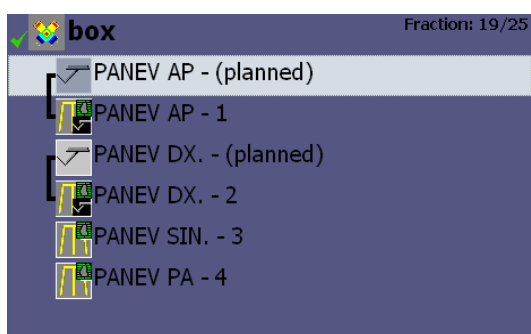 box
Fraction: 19/25
PANEV AP - (planned)
PANEV AP - 1
PANEV DX. - (planned)
PANEV DX. - 2
PANEV SIN. - 3
PANEV PA - 4